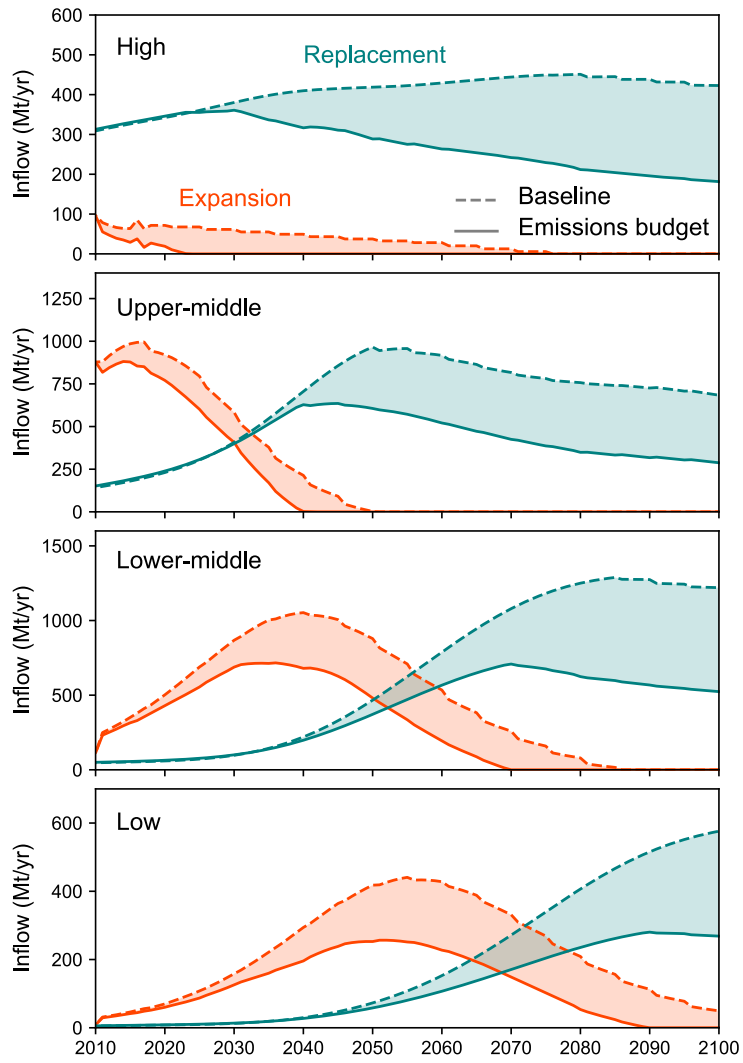 600
High
Replacement
500
400
300
200
Expansion
Baseline
100
Emissions budget
0
Inflow (Mt/yr)
1250
Upper-middle
1000
750
500
250
0
Inflow (Mt/yr)
1500
Lower-middle
1000
500
0
Inflow (Mt/yr)
600
Low
400
200
0
Inflow (Mt/yr)
2010 2020 2030 2040 2050 2060 2070 2080 2090 2100